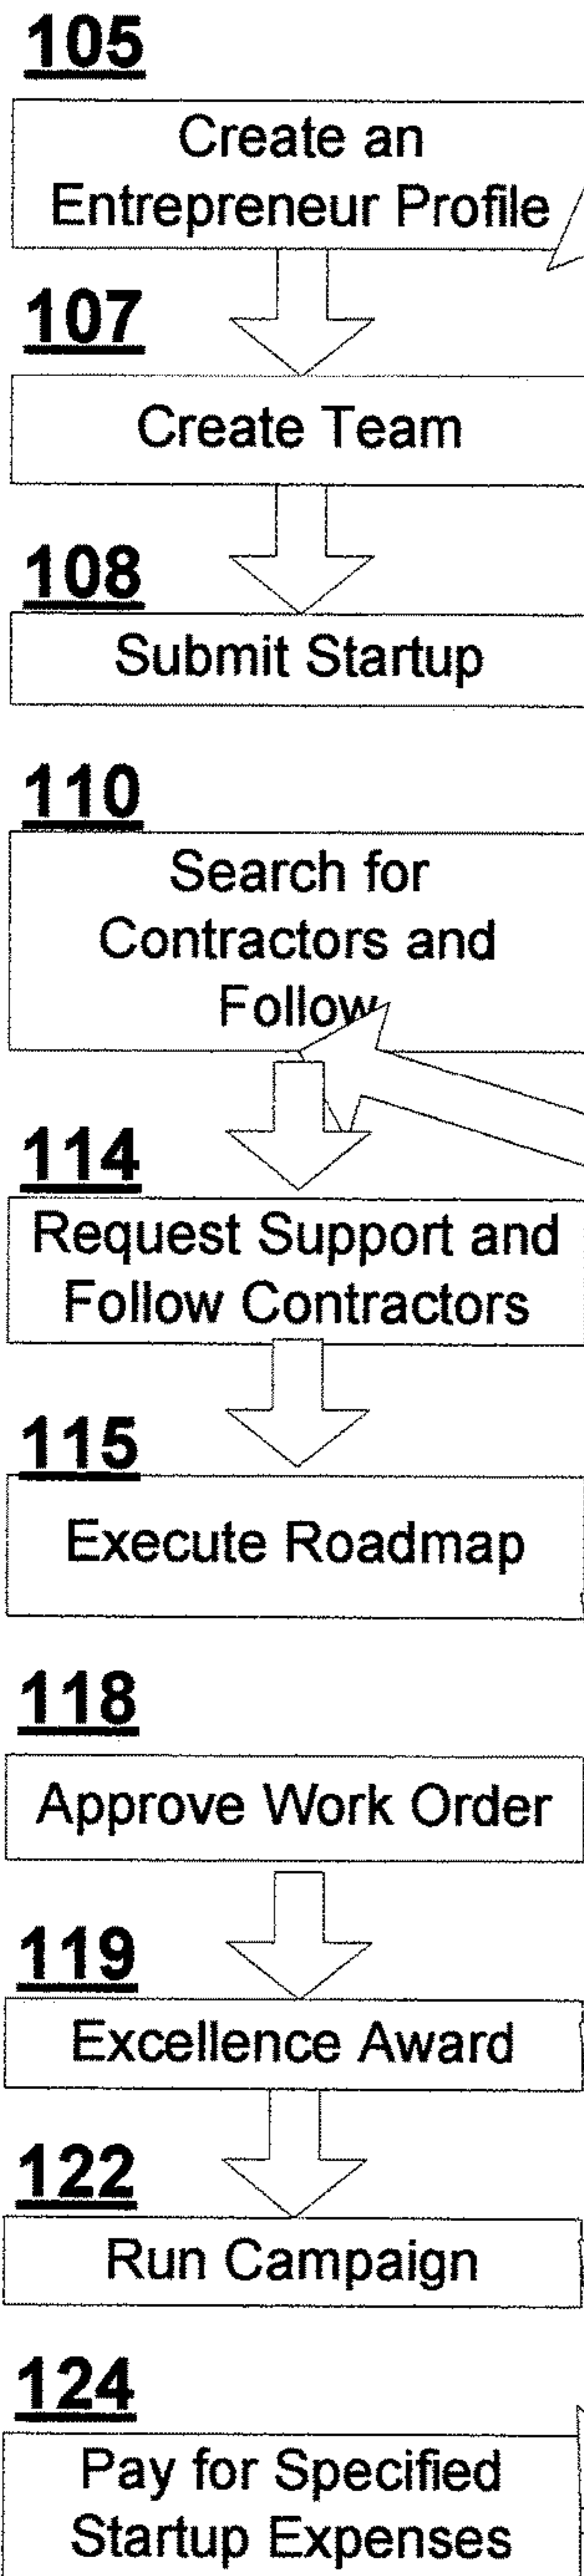 105
Create an
Entrepreneur Profile
107
Create Team
108
Submit Startup
110
Search for
Contractors and
Follow
114
Request Support and
Follow Contractors
115
Execute Roadmap
118
Approve Work Order
119
Excellence Award
122
Run Campaign
124
Pay for Specified
Startup Expenses